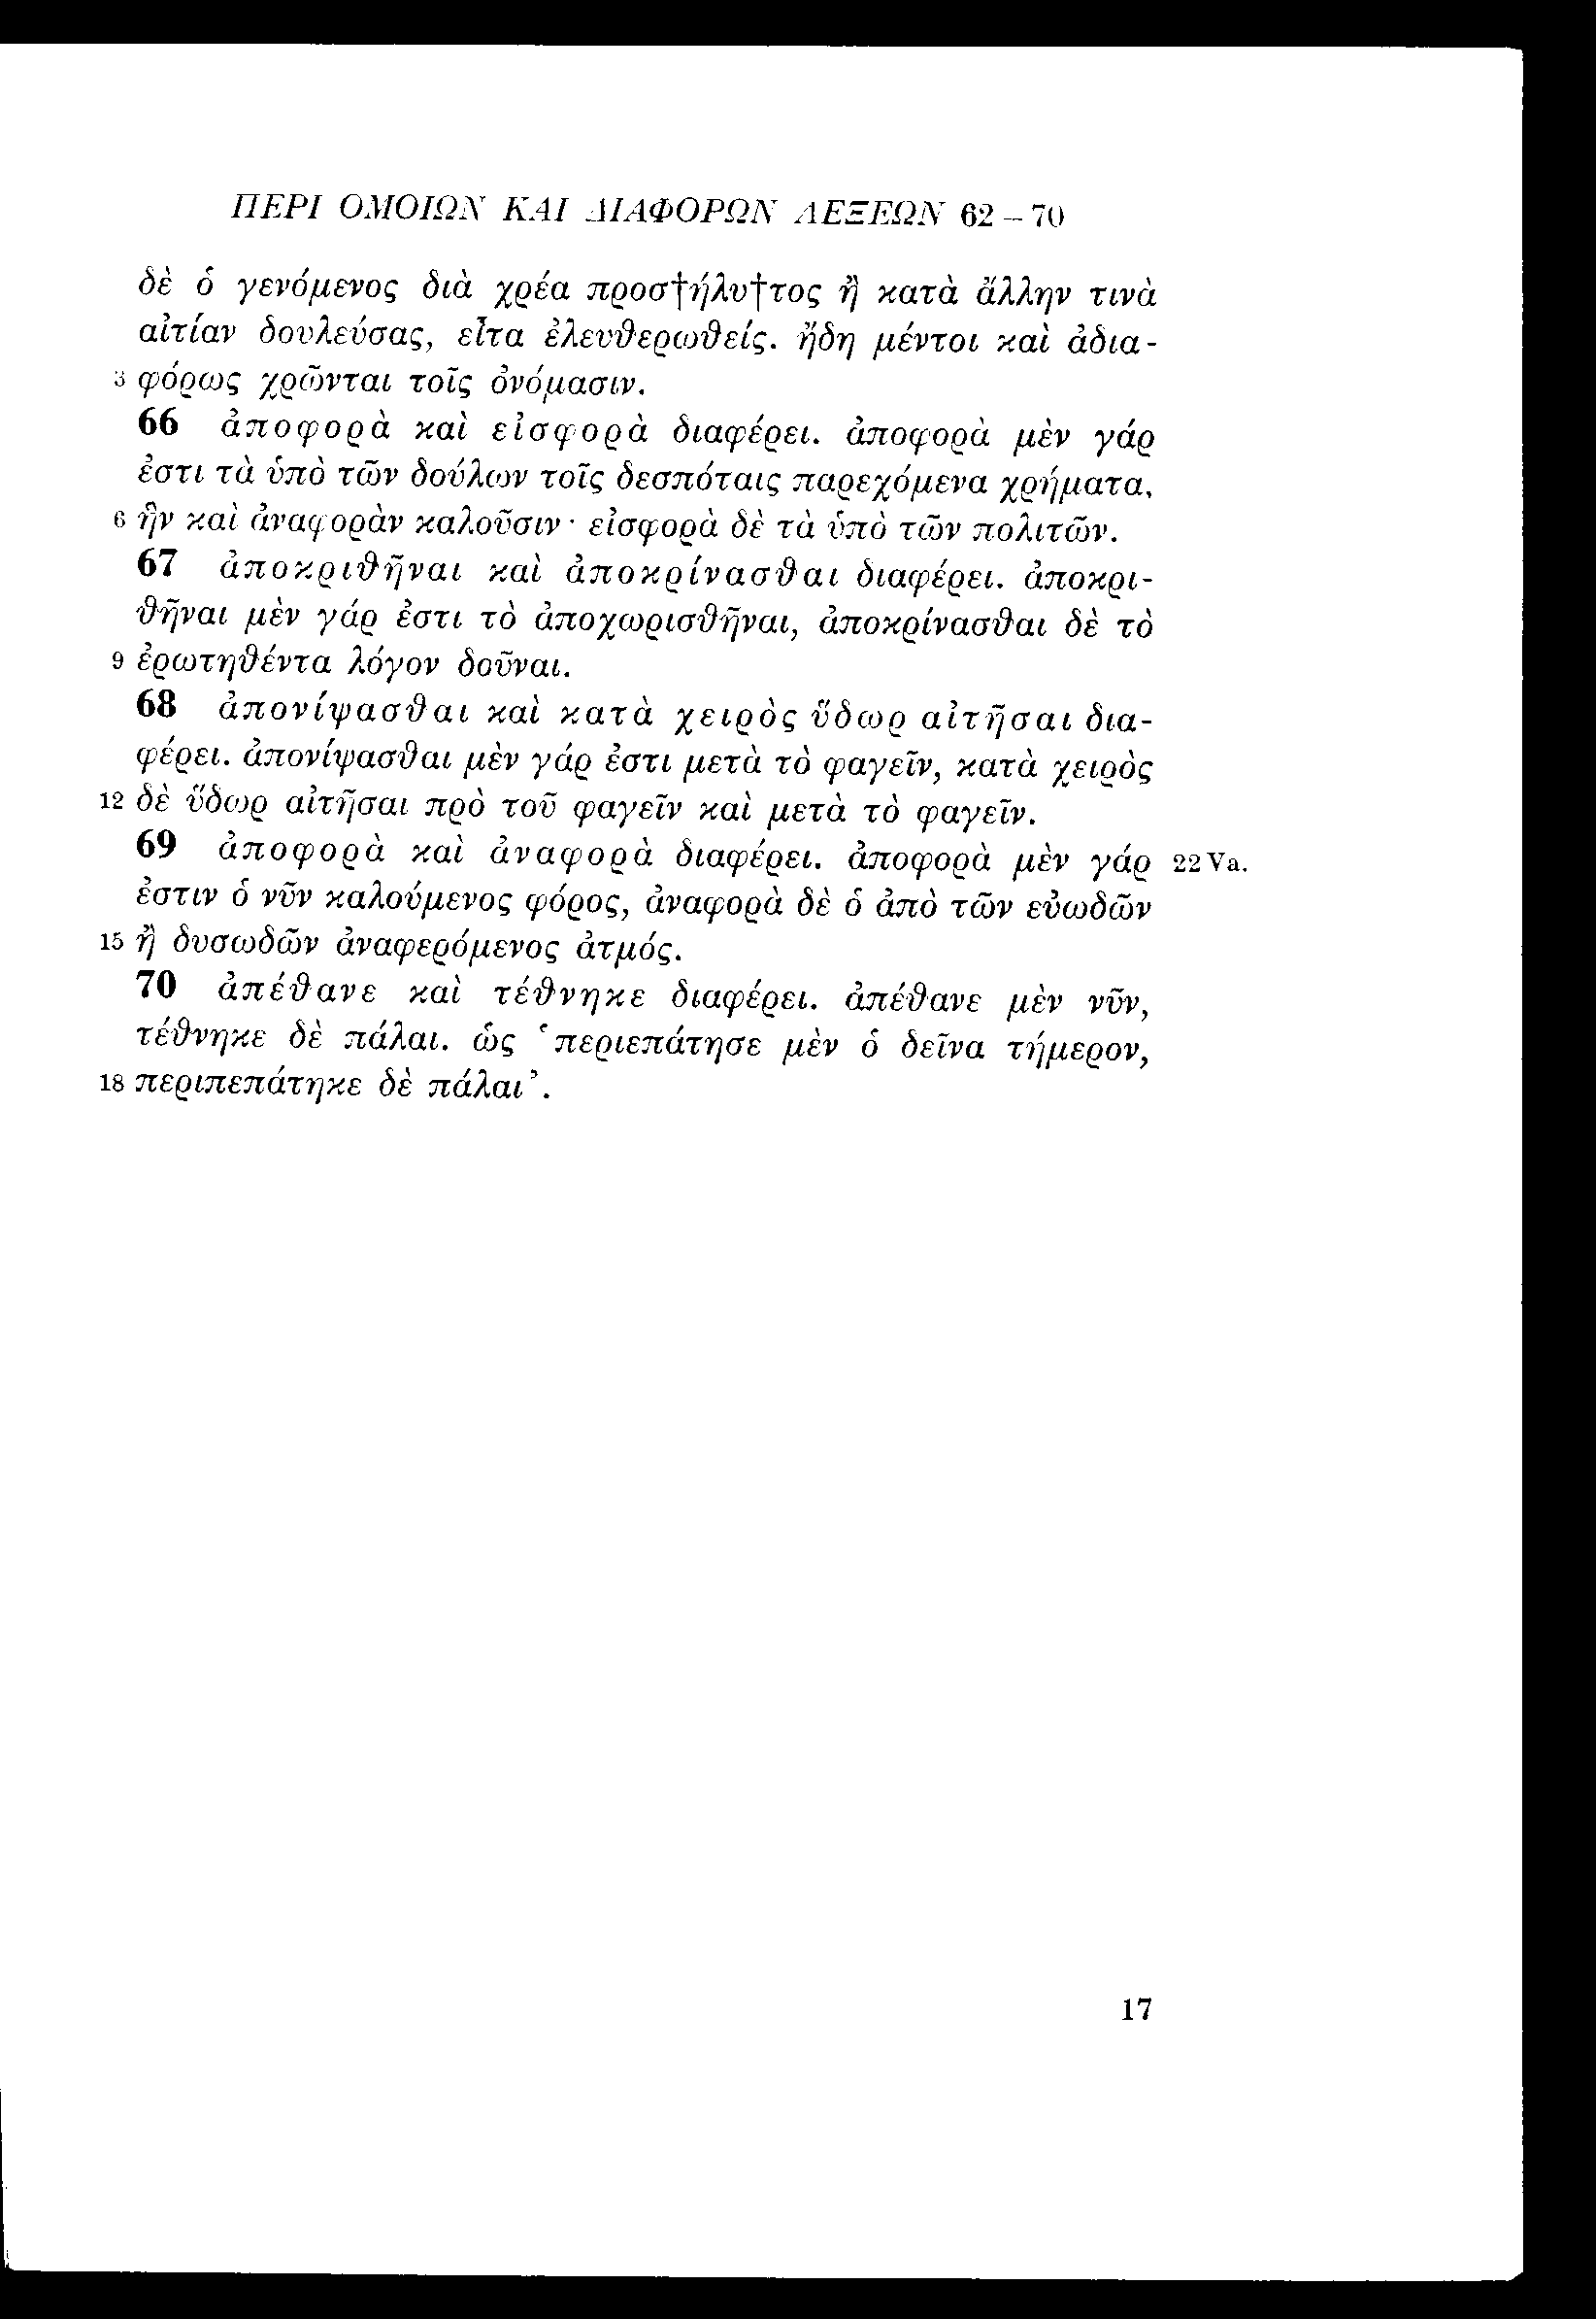 ΠΕΡΙ ΟΜΟΙΩΝ ΚΑΙ ΔΙΑΦΟΡΩΝ ΛΕΞΕΩΝ 62 – 70
δὲ ὁ γενόμενος διὰ χρέα προσ†ήλυ†τος ἢ κατὰ ἄλλην τινὰ
αἰτίαν δουλεύσας, εἶτα ἐλευθερωθείς. ἤδη μέντοι καὶ ἀδια-
3 φόρως χρῶνται τοῖς ὀνόμασιν.
66 ἀποφορὰ καὶ εἰσφορὰ διαφέρει. ἀποφορὰ μὲν γάρ
ἐστι τὰ ὑπὸ τῶν δούλων τοῖς δεσπόταις παρεχόμενα χρήματα,
6 ἣν καὶ ἀναφορὰν καλοῦσιν· εἰσφορὰ δὲ τὰ ὑπὸ τῶν πολιτῶν.
67 ἀποκριθῆναι καὶ ἀποκρίνασθαι διαφέρει. ἀποκρι-
θῆναι μὲν γάρ ἐστι τὸ ἀποχωρισθῆναι, ἀποκρίνασθαι δὲ τὸ
9 ἐρωτηθέντα λόγον δοῦναι.
68 ἀπονίψασθαι καὶ κατὰ χειρὸς ὕδωρ αἰτῆσαι δια-
φέρει. ἀπονίψασθαι μὲν γάρ ἐστι μετὰ τὸ φαγεῖν, κατὰ χειρὸς
12 δὲ ὕδωρ αἰτῆσαι πρὸ τοῦ φαγεῖν καὶ μετὰ τὸ φαγεῖν.
69 ἀποφορὰ καὶ ἀναφορὰ διαφέρει. ἀποφορὰ μὲν γάρ 22 Va.
ἐστιν ὁ νῦν καλούμενος φόρος, ἀναφορὰ δὲ ὁ ἀπὸ τῶν εὐωδῶν
15 ἢ δυσωδῶν ἀναφερόμενος ἀτμός.
70 ἀπέθανε καὶ τέθνηκε διαφέρει. ἀπέθανε μὲν νῦν,
τέθνηκε δὲ πάλαι. ὡς ῾περιεπάτησε μὲν ὁ δεῖνα τήμερον,
18 περιπεπάτηκε δὲ πάλαι᾿.
17